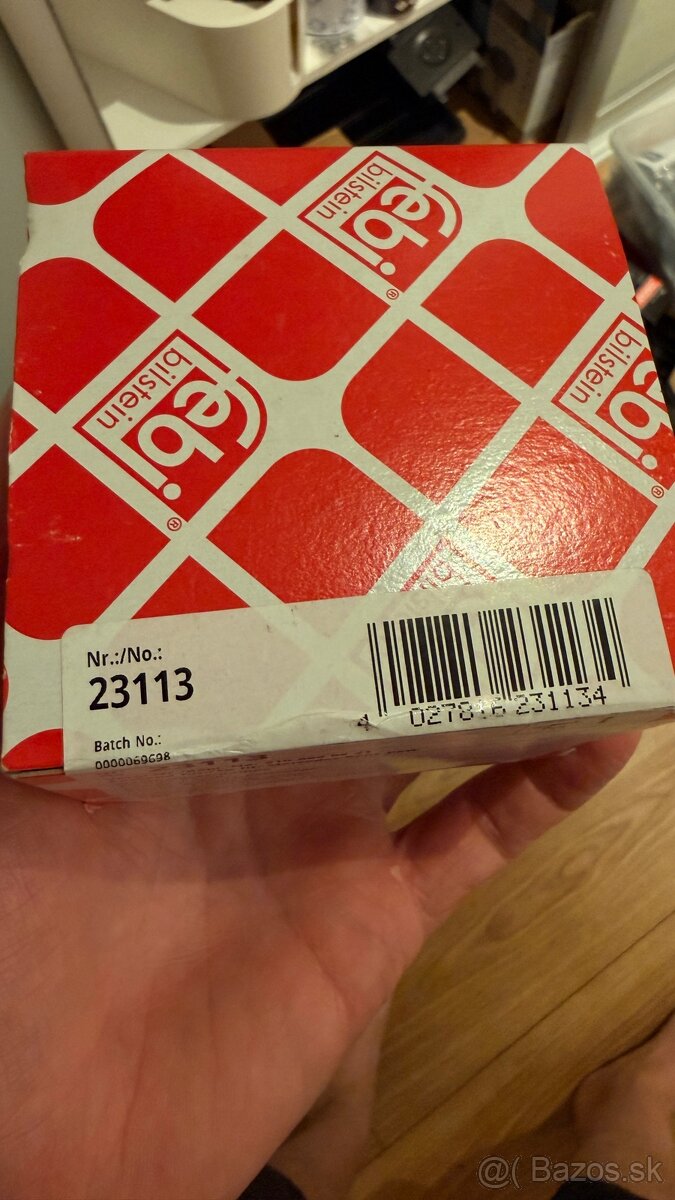 febi
bilstein
®
febi
bilstein
®
febi
bilstein
®
Nr.:/No.:
23113
Batch No.:
0000069698
4 027816 231134
@( Bazos.sk